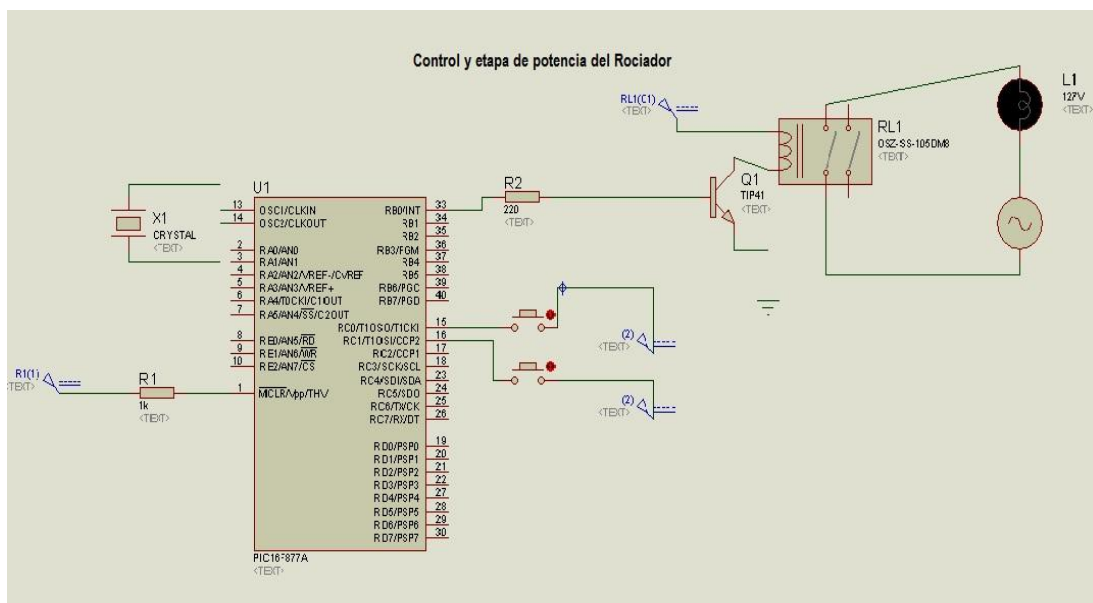 Control y etapa de potencia del Rociador
L1
127V
<TEXT>
RL1(C1)
<TEXT>
RL1
OSZ-SS-105DM8
<TEXT>
Q1
TIP41
<TEXT>
U1
R2
220
<TEXT>
X1
CRYSTAL
<TEXT>
13 OSC1/CLKIN
14 OSC2/CLKOUT
2 RA0/AN0
3 RA1/AN1
4 RA2/AN2/VREF-/CVREF
5 RA3/AN3/VREF+
6 RA4/T0CKI/C1OUT
7 RA5/AN4/SS/C2OUT
8 RE0/AN5/RD
9 RE1/AN6/WR
10 RE2/AN7/CS
1 MCLR/Vpp/THV
RB0/INT 33
RB1 34
RB2 35
RB3/PGM 36
RB4 37
RB5 38
RB6/PGC 39
RB7/PGD 40
RC0/T1OSO/T1CKI 15
RC1/T1OSI/CCP2 16
RC2/CCP1 17
RC3/SCK/SCL 18
RC4/SDI/SDA 23
RC5/SDO 24
RC6/TX/CK 25
RC7/RX/DT 26
RD0/PSP0 19
RD1/PSP1 20
RD2/PSP2 21
RD3/PSP3 22
RD4/PSP4 27
RD5/PSP5 28
RD6/PSP6 29
RD7/PSP7 30
(2)
<TEXT>
(2)
<TEXT>
R1(1)
<TEXT>
R1
1k
<TEXT>
PIC16F877A
<TEXT>